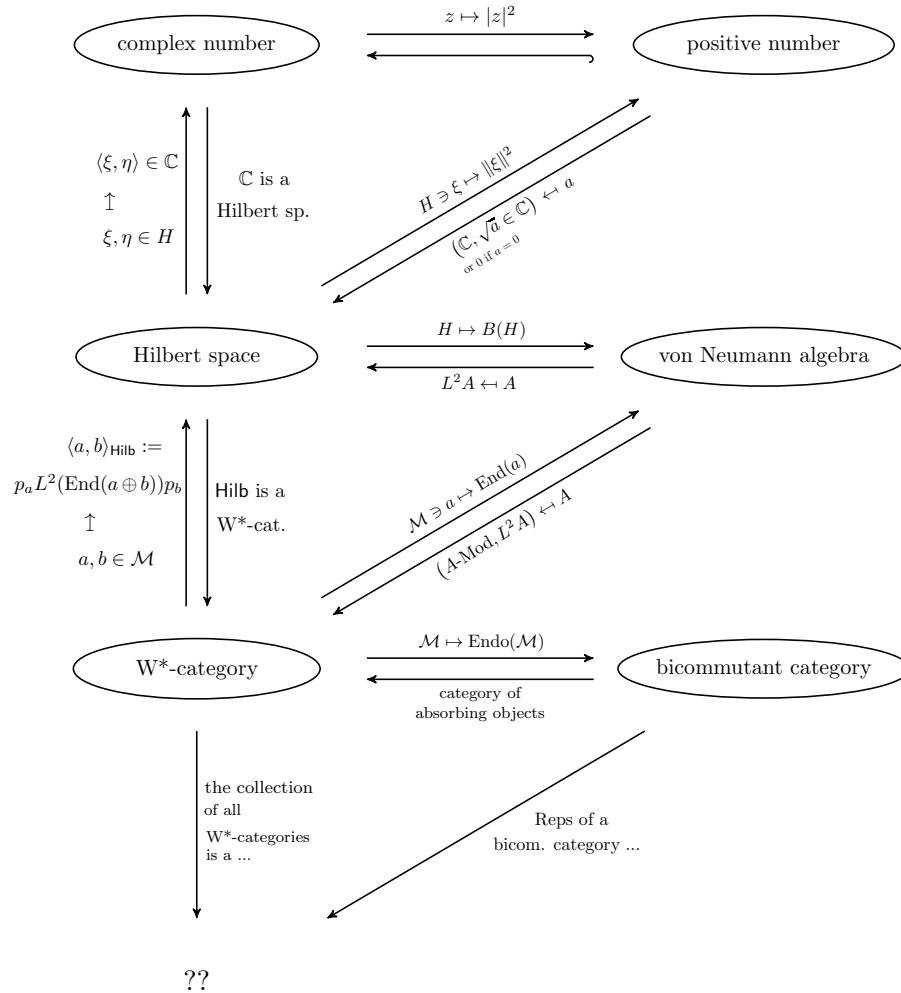 z ↦ |z|²
complex number
positive number
⟨ξ, η⟩ ∈ ℂ
↥
ξ, η ∈ H
ℂ is a
Hilbert sp.
H ∋ ξ ↦ ‖ξ‖²
(ℂ, √a ∈ ℂ) ↤ a
or 0 if a = 0
H ↦ B(H)
Hilbert space
von Neumann algebra
L²A ↤ A
⟨a, b⟩_Hilb :=
p_a L²(End(a ⊕ b))p_b
↥
a, b ∈ ℳ
Hilb is a
W*-cat.
ℳ ∋ a ↦ End(a)
(A-Mod, L²A) ↤ A
ℳ ↦ Endo(ℳ)
W*-category
bicommutant category
category of
absorbing objects
the collection
of all
W*-categories
is a ...
Reps of a
bicom. category ...
??